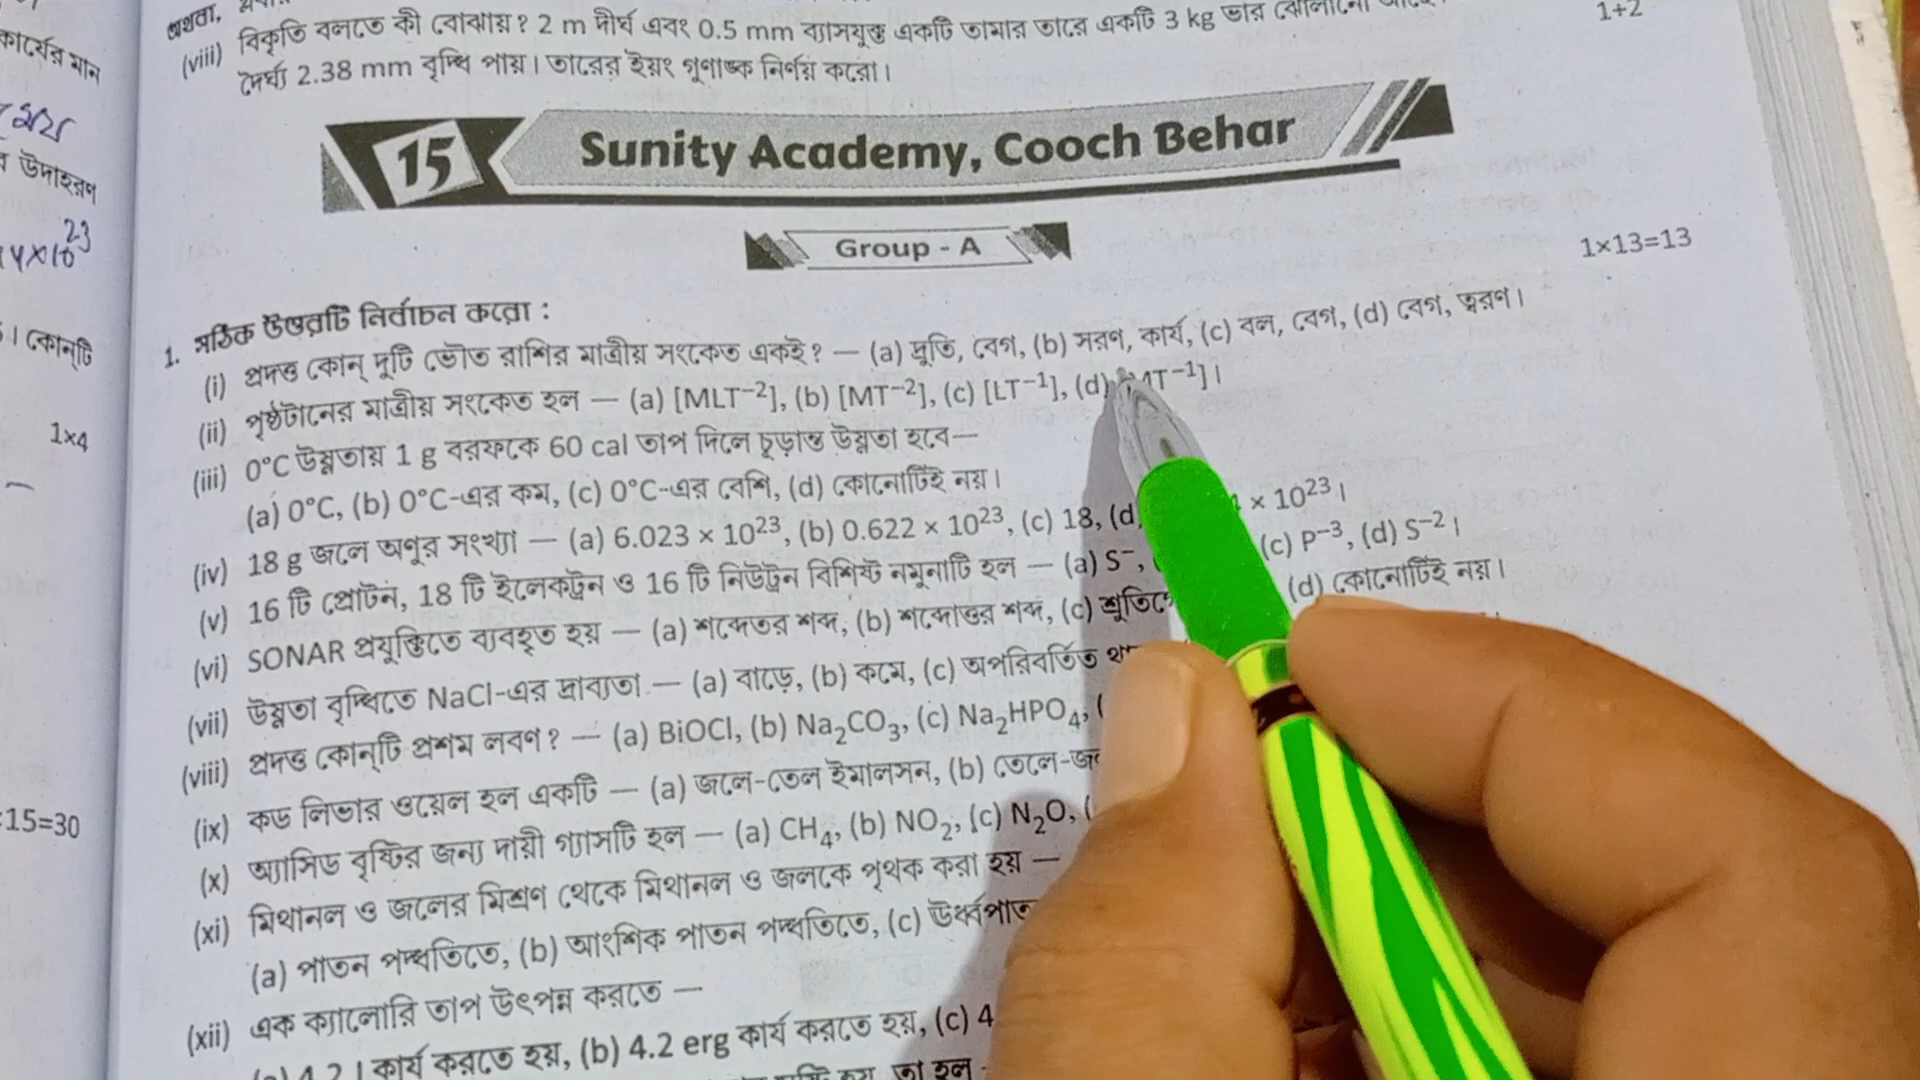 অথবা,
(viii) বিকৃতি বলতে কী বোঝায়? 2 m দীর্ঘ এবং 0.5 mm ব্যাসযুক্ত একটি তামার তারে একটি 3 kg ভার
1+2
দৈর্ঘ্য 2.38 mm বৃদ্ধি পায়। তারের ইয়ং গুণাঙ্ক নির্ণয় করো।
কার্যের মান
উদাহরণ
23
। কোন্‌টি
1×4
15=30
15 Sunity Academy, Cooch Behar
Group - A
1×13=13
1. সঠিক উত্তরটি নির্বাচন করো :
(i) প্রদত্ত কোন্ দুটি ভৌত রাশির মাত্রীয় সংকেত একই? — (a) দ্রুতি, বেগ, (b) সরণ, কার্য, (c) বল, বেগ, (d) বেগ, ত্বরণ।
(ii) পৃষ্ঠটানের মাত্রীয় সংকেত হল — (a) [MLT⁻²], (b) [MT⁻²], (c) [LT⁻¹], (d) MT⁻¹]।
(iii) 0°C উষ্ণতায় 1 g বরফকে 60 cal তাপ দিলে চূড়ান্ত উষ্ণতা হবে—
(a) 0°C, (b) 0°C-এর কম, (c) 0°C-এর বেশি, (d) কোনোটিই নয়।
(iv) 18 g জলে অণুর সংখ্যা — (a) 6.023 × 10²³, (b) 0.622 × 10²³, (c) 18, (d × 10²³।
(v) 16 টি প্রোটন, 18 টি ইলেকট্রন ও 16 টি নিউট্রন বিশিষ্ট নমুনাটি হল — (a) S⁻, (c) P⁻³, (d) S⁻²।
(vi) SONAR প্রযুক্তিতে ব্যবহৃত হয় — (a) শব্দেতর শব্দ, (b) শব্দোত্তর শব্দ, (c) (d) কোনোটিই নয়।
(vii) উষ্ণতা বৃদ্ধিতে NaCl-এর দ্রাব্যতা — (a) বাড়ে, (b) কমে, (c) অপরিবর্তিত
(viii) প্রদত্ত কোন্‌টি প্রশম লবণ? — (a) BiOCl, (b) Na₂CO₃, (c) Na₂HPO₄, (
(ix) কড লিভার ওয়েল হল একটি — (a) জলে-তেল ইমালসন, (b) তেলে-
(x) অ্যাসিড বৃষ্টির জন্য দায়ী গ্যাসটি হল — (a) CH₄, (b) NO₂, (c) N₂O, (
(xi) মিথানল ও জলের মিশ্রণ থেকে মিথানল ও জলকে পৃথক করা হয় —
(a) পাতন পদ্ধতিতে, (b) আংশিক পাতন পদ্ধতিতে, (c)
(xii) এক ক্যালোরি তাপ উৎপন্ন করতে —
কার্য করতে হয়, (b) 4.2 erg কার্য করতে হয়, (c) 4
তা হল